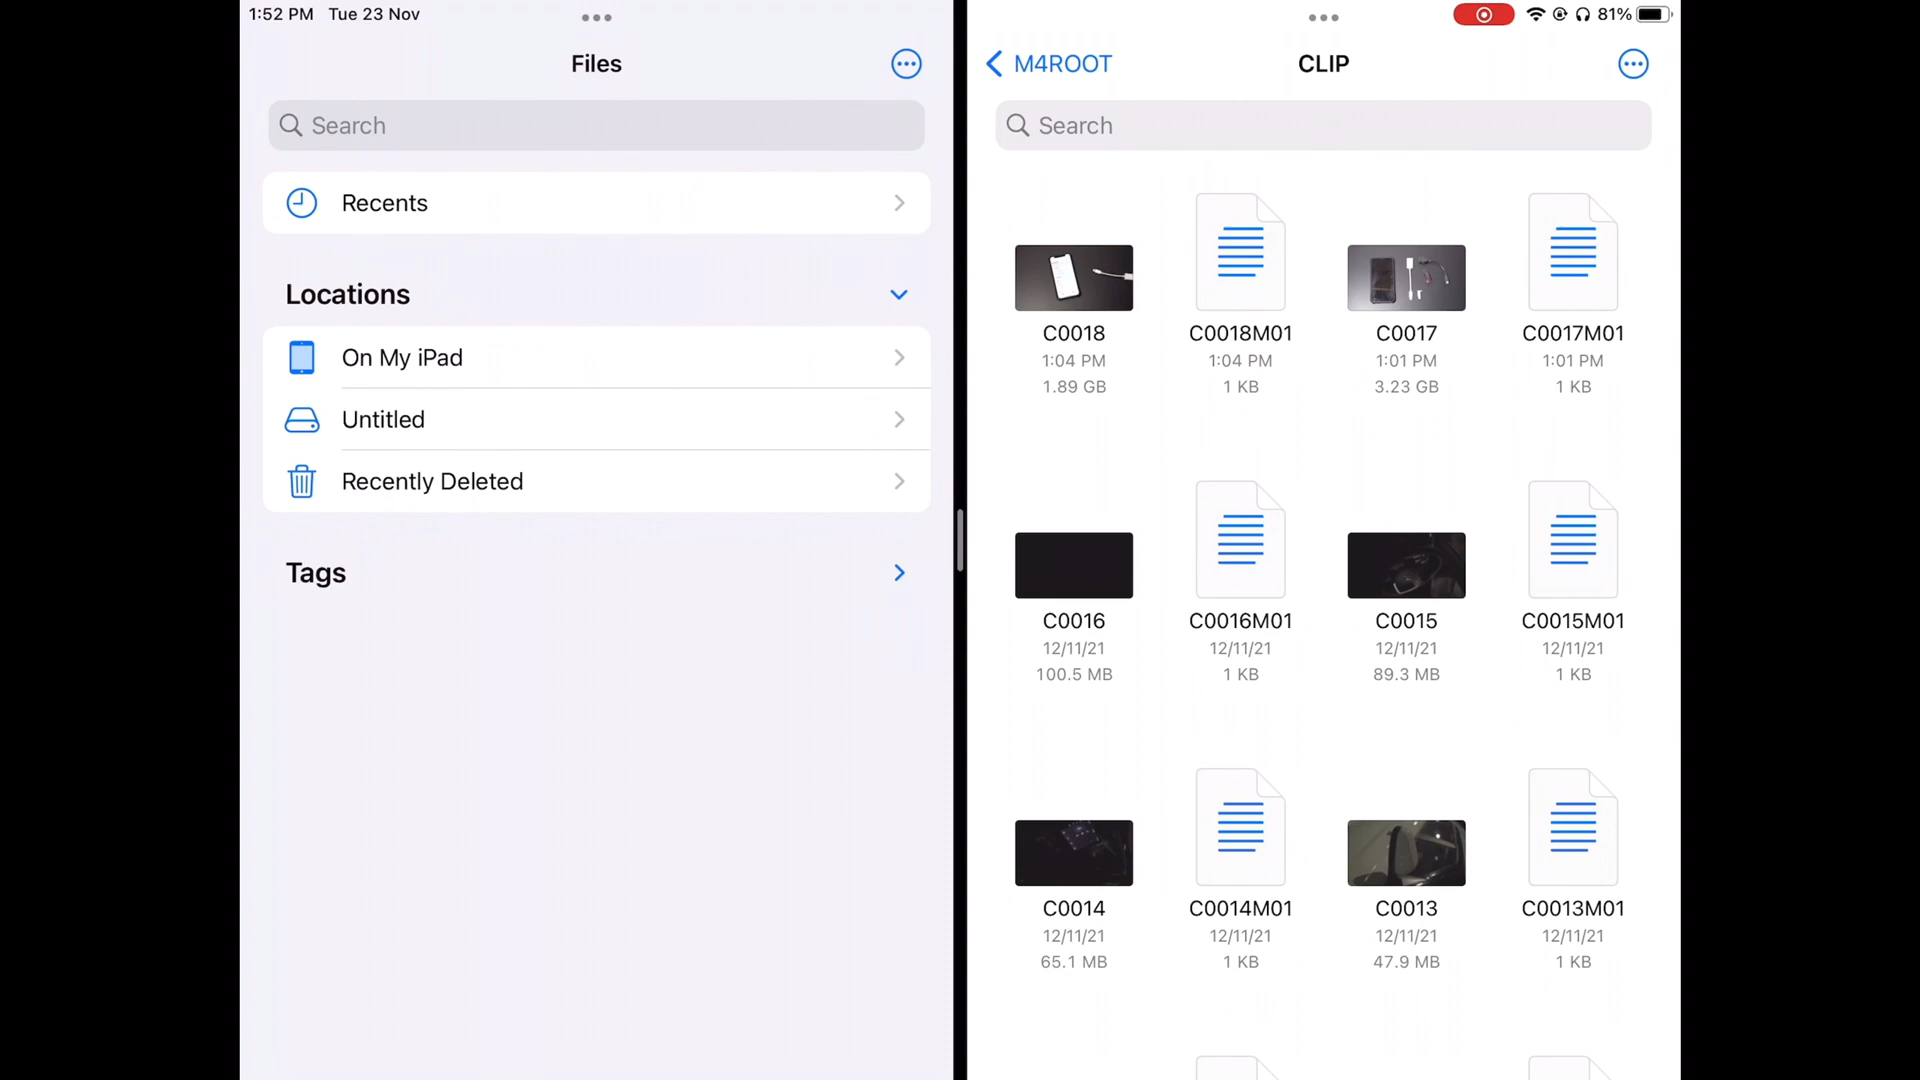 1:52 PM Tue 23 Nov
Files
Search
Recents
Locations
On My iPad
Untitled
Recently Deleted
Tags
81%
M4ROOT
CLIP
Search
C0018 C0018M01 C0017 C0017M01
1:04 PM 1:04 PM 1:01 PM 1:01 PM
1.89 GB 1 KB 3.23 GB 1 KB
C0016 C0016M01 C0015 C0015M01
12/11/21 12/11/21 12/11/21 12/11/21
100.5 MB 1 KB 89.3 MB 1 KB
C0014 C0014M01 C0013 C0013M01
12/11/21 12/11/21 12/11/21 12/11/21
65.1 MB 1 KB 47.9 MB 1 KB